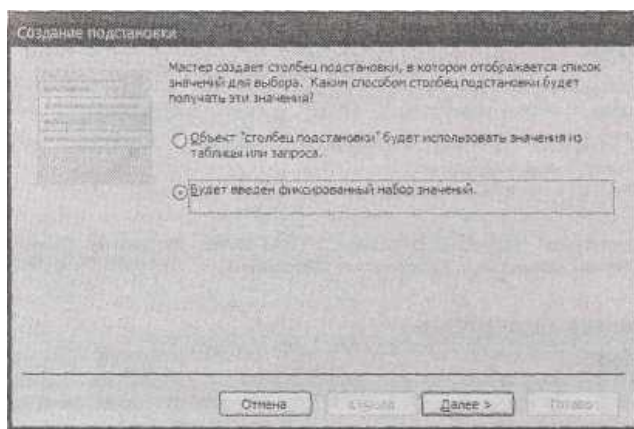 Создание подстановки
Мастер создает столбец подстановки, в котором отображается список
значений для выбора. Каким способом столбец подстановки будет
получать эти значения?
Объект "столбец подстановки" будет использовать значения из
таблицы или запроса.
Будет введен фиксированный набор значений.
Отмена
Далее >
Готово